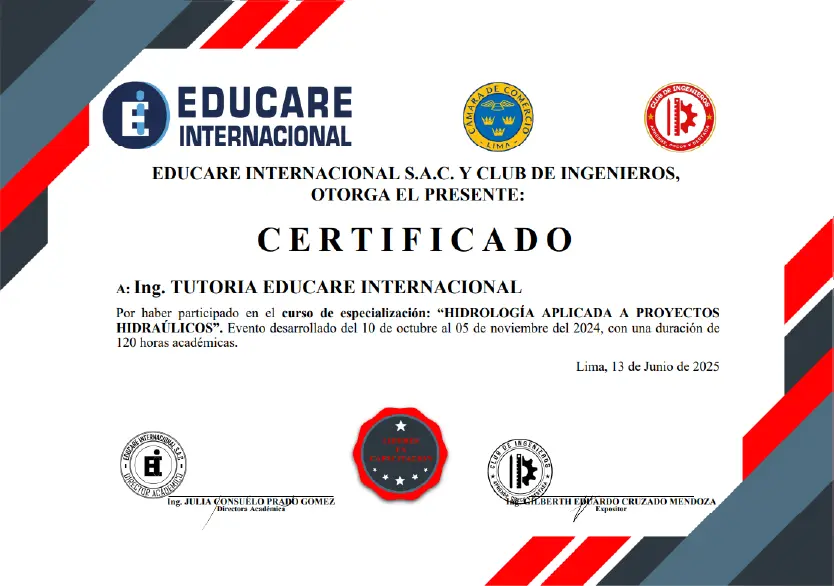 EDUCARE
INTERNACIONAL
CÁMARA DE COMERCIO
LIMA
CLUB DE INGENIEROS
EDUCARE INTERNACIONAL S.A.C. Y CLUB DE INGENIEROS,
OTORGA EL PRESENTE:
CERTIFICADO
A: Ing. TUTORIA EDUCARE INTERNACIONAL
Por haber participado en el curso de especialización: “HIDROLOGÍA APLICADA A PROYECTOS
HIDRAÚLICOS”. Evento desarrollado del 10 de octubre al 05 de noviembre del 2024, con una duración de
120 horas académicas.
Lima, 13 de Junio de 2025
EDUCARE INTERNACIONAL S.A.C.
DIRECTOR ACADÉMICO
CLUB DE INGENIEROS
Ing. JULIA CONSUELO PRADO GOMEZ
Directora Académica
Ing. GILBERTH EDUARDO CRUZADO MENDOZA
Expositor